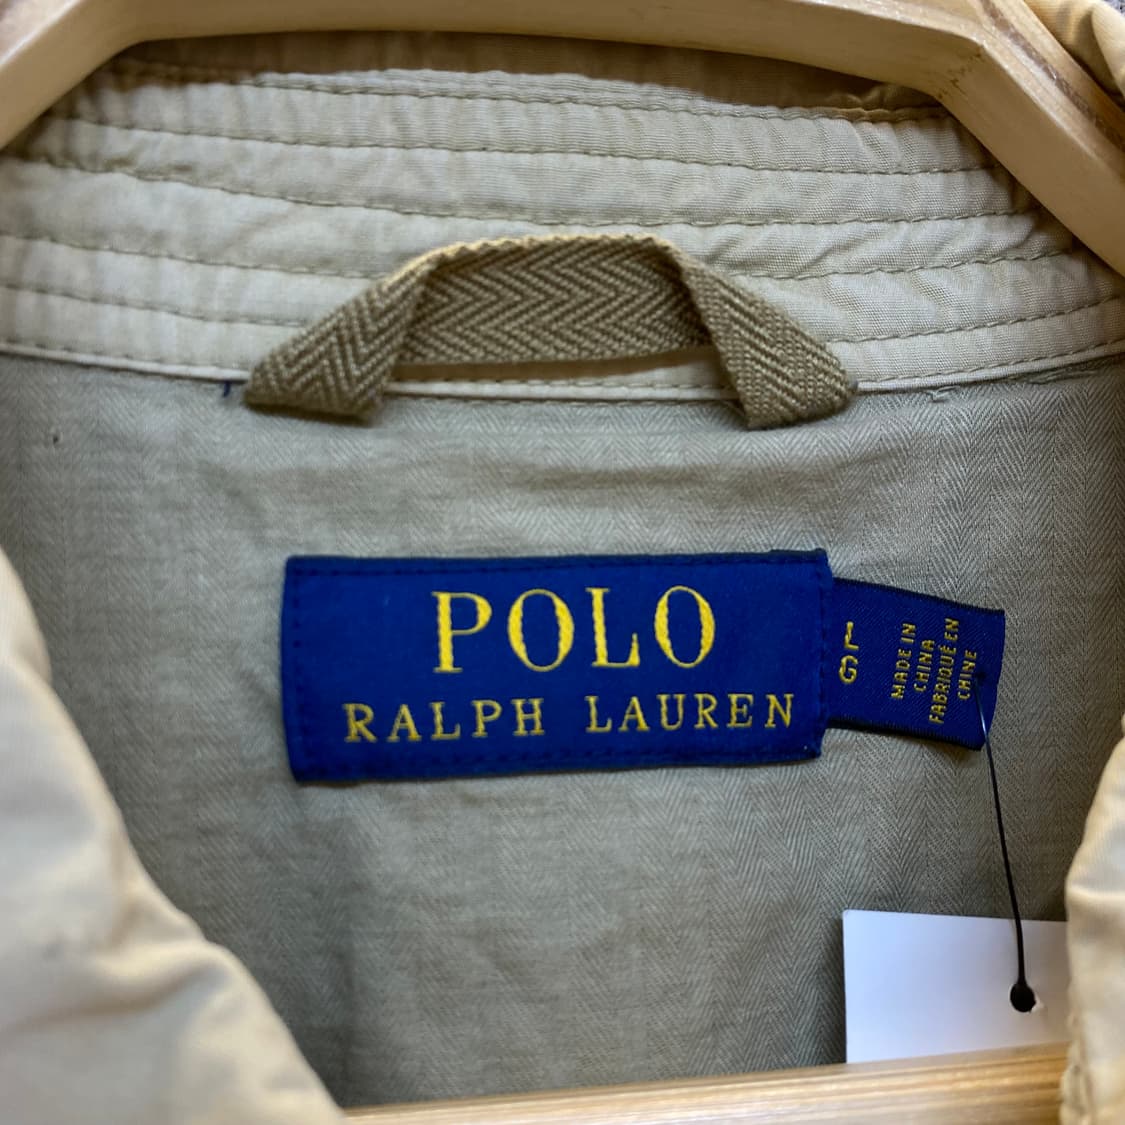 POLO
RALPH LAUREN
L
G
MADE IN
CHINA
FABRIQUÉ EN
CHINE